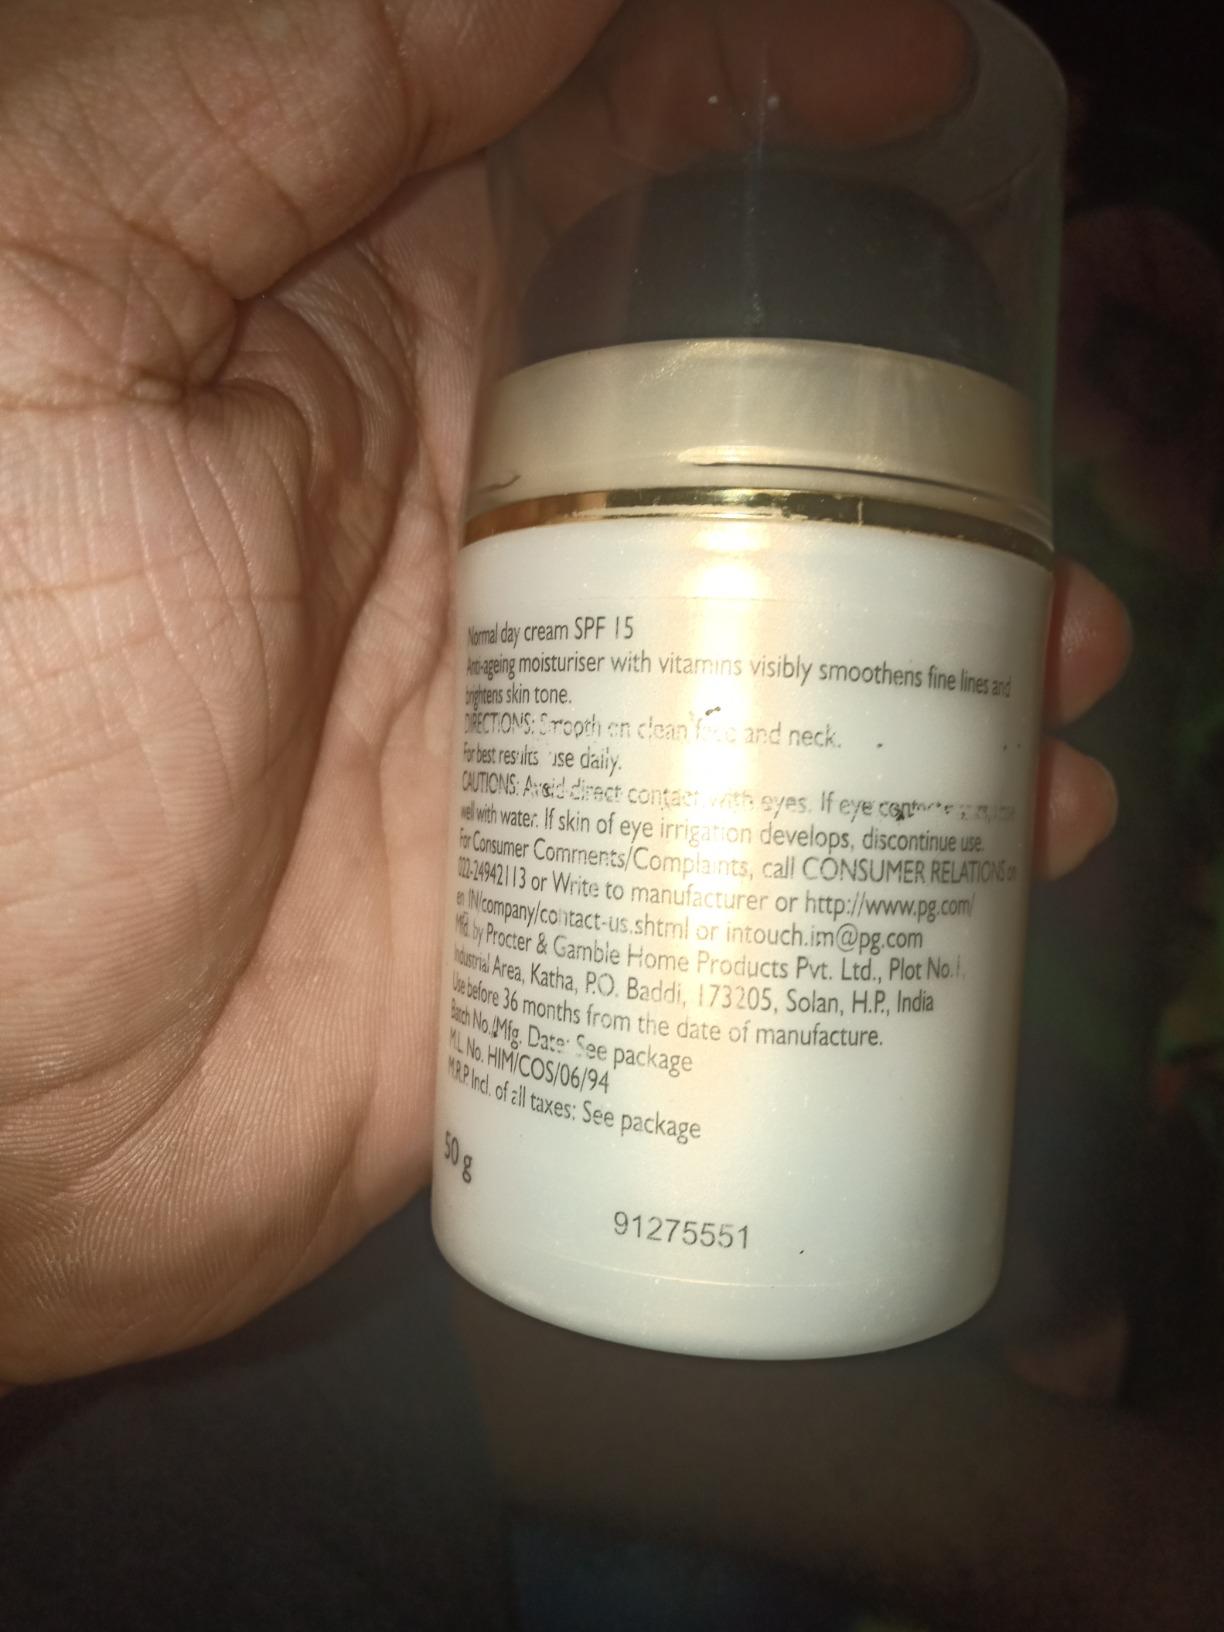 Normal day cream SPF 15
Anti-ageing moisturiser with vitamins visibly smoothens fine lines and
brightens skin tone.
DIRECTIONS: Smooth on clean face and neck.
For best results use daily.
CAUTIONS: Avoid direct contact with eyes. If eye
well with water. If skin of eye irrigation develops, discontinue use.
For Consumer Comments/Complaints, call CONSUMER RELATIONS on
022-24942113 or Write to manufacturer or http://www.pg.com/
en IN/company/contact-us.shtml or intouch.im@pg.com
Mfd. by Procter & Gamble Home Products Pvt. Ltd., Plot No.1,
Industrial Area, Katha, P.O. Baddi, 173205, Solan, H.P., India
Use before 36 months from the date of manufacture.
Batch No./Mfg. Date: See package
M.L. No. HIM/COS/06/94
M.R.P. Incl. of all taxes: See package
50 g
91275551